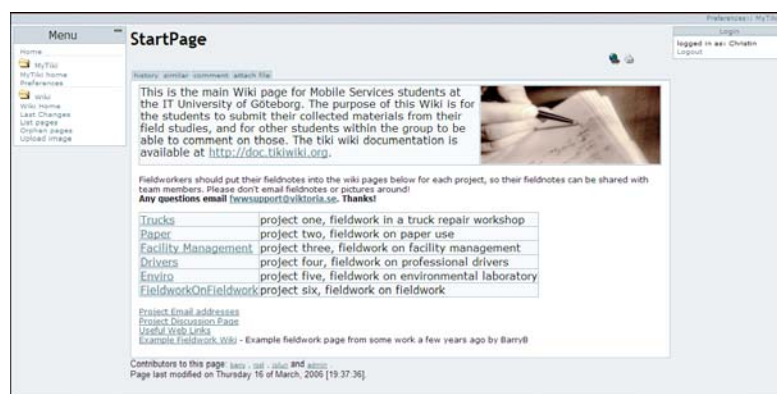 Preferences:: MyTiki
Menu
Home
MyTiki
MyTiki home
Preferences
Wiki
Wiki Home
Last Changes
List pages
Orphan pages
Upload image
StartPage
history similar comment attach file
This is the main Wiki page for Mobile Services students at
the IT University of Göteborg. The purpose of this Wiki is for
the students to submit their collected materials from their
field studies, and for other students within the group to be
able to comment on those. The tiki wiki documentation is
available at http://doc.tikiwiki.org.
Fieldworkers should put their fieldnotes into the wiki pages below for each project, so their fieldnotes can be shared with
team members. Please don't email fieldnotes or pictures around!
Any questions email fwwsupport@viktoria.se. Thanks!
Trucks project one, fieldwork in a truck repair workshop
Paper project two, fieldwork on paper use
Facility Management project three, fieldwork on facility management
Drivers project four, fieldwork on professional drivers
Enviro project five, fieldwork on environmental laboratory
FieldworkOnFieldwork project six, fieldwork on fieldwork
Project Email addresses
Project Discussion Page
Useful Web Links
Example Fieldwork Wiki - Example fieldwork page from some work a few years ago by BarryB
Contributors to this page: barry , and admin .
Page last modified on Thursday 16 of March, 2006 [19:37:36].
Login
logged in as: Christin
Logout